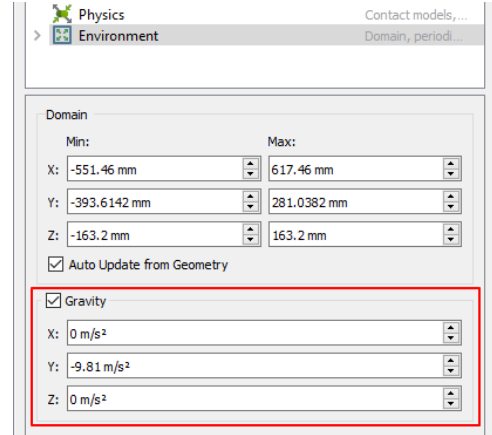 Physics Contact models,...
Environment Domain, periodi...
Domain
Min: Max:
X: -551.46 mm 617.46 mm
Y: -393.6142 mm 281.0382 mm
Z: -163.2 mm 163.2 mm
Auto Update from Geometry
Gravity
X: 0 m/s²
Y: -9.81 m/s²
Z: 0 m/s²